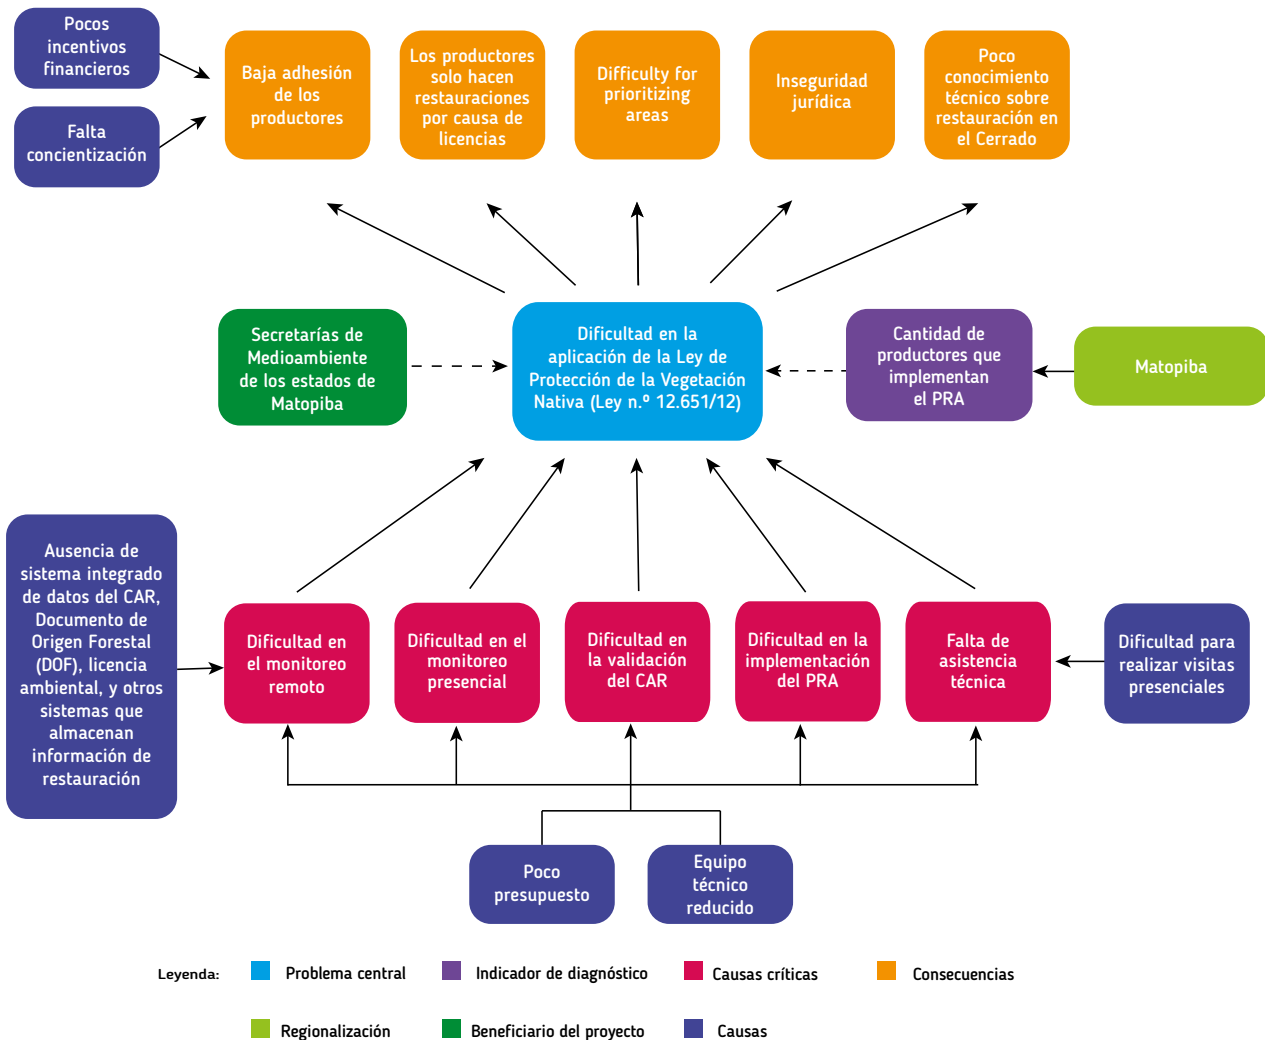 Pocos
incentivos
financieros
Falta
concientización
Baja adhesión
de los
productores
Los productores
solo hacen
restauraciones
por causa de
licencias
Difficulty for
prioritizing
areas
Inseguridad
jurídica
Poco
conocimiento
técnico sobre
restauración en
el Cerrado
Secretarías de
Medioambiente
de los estados de
Matopiba
Dificultad en la
aplicación de la Ley de
Protección de la Vegetación
Nativa (Ley n.º 12.651/12)
Cantidad de
productores que
implementan
el PRA
Matopiba
Ausencia de
sistema integrado
de datos del CAR,
Documento de
Origen Forestal
(DOF), licencia
ambiental, y otros
sistemas que
almacenan
información de
restauración
Dificultad en
el monitoreo
remoto
Dificultad en el
monitoreo
presencial
Dificultad en
la validación
del CAR
Dificultad en la
implementación
del PRA
Falta de
asistencia
técnica
Dificultad para
realizar visitas
presenciales
Poco
presupuesto
Equipo
técnico
reducido
Leyenda:
Problema central
Indicador de diagnóstico
Causas críticas
Consecuencias
Regionalización
Beneficiario del proyecto
Causas